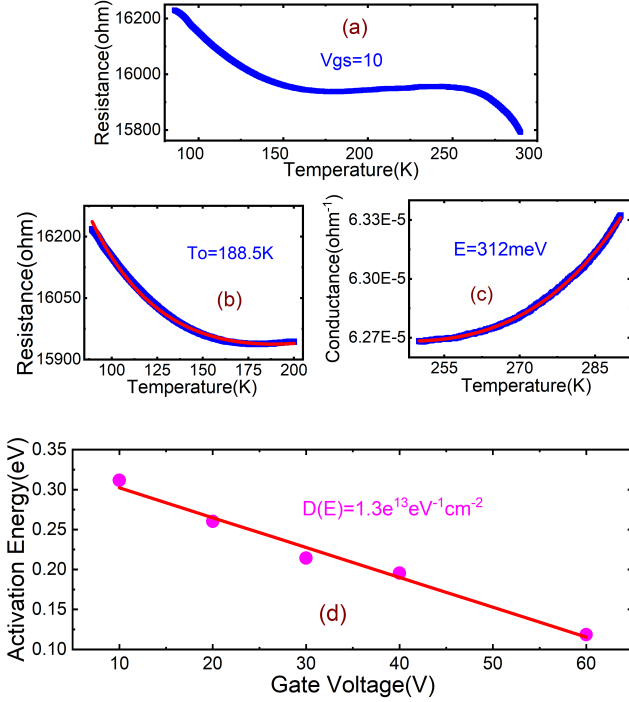 (a)
Vgs=10
Resistance(ohm)
16200
16000
15800
100
150
200
250
300
Temperature(K)
(b)
To=188.5K
Resistance(ohm)
16200
16050
15900
100
125
150
175
200
Temperature(K)
(c)
E=312meV
Conductance(ohm⁻¹)
6.33E-5
6.30E-5
6.27E-5
255
270
285
Temperature(K)
(d)
D(E)=1.3e¹³eV⁻¹cm⁻²
Activation Energy(eV)
0.35
0.30
0.25
0.20
0.15
0.10
10
20
30
40
50
60
Gate Voltage(V)